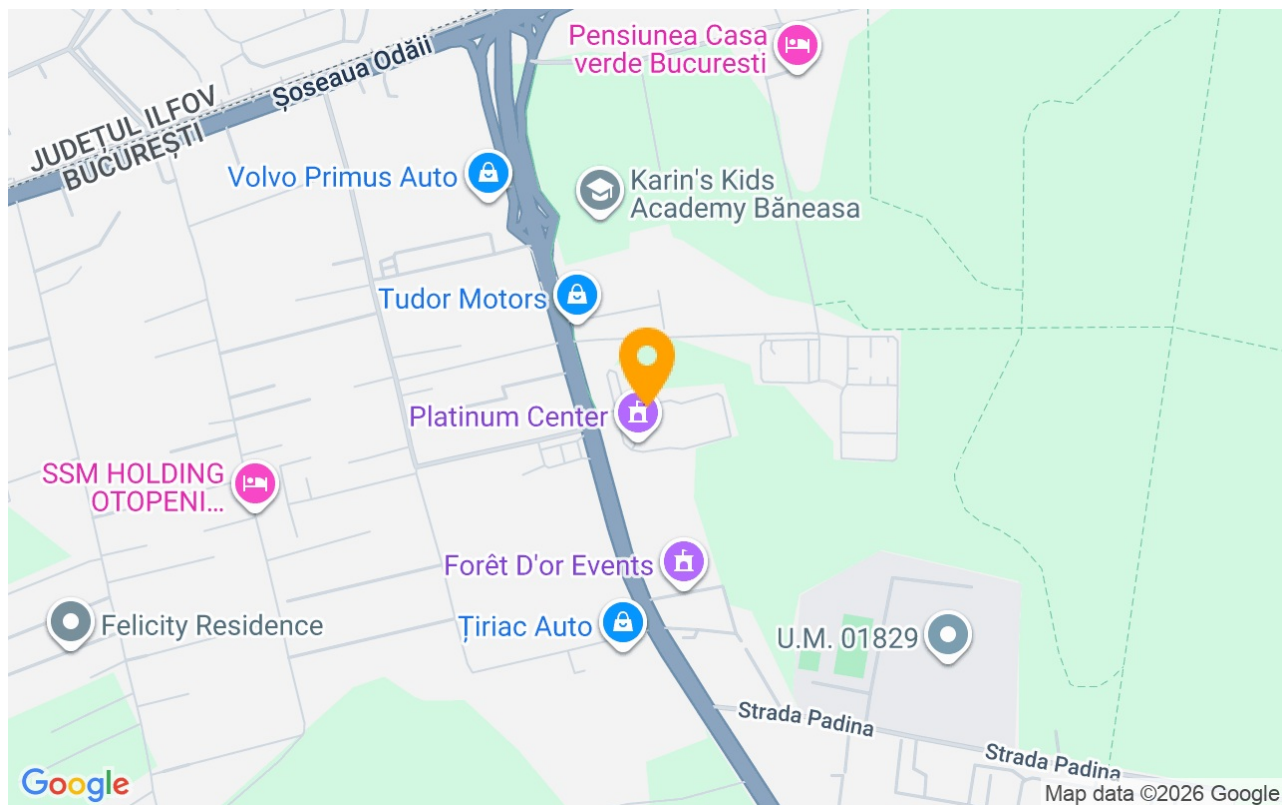 Pensiunea Casa
verde Bucuresti
Șoseaua Odăii
JUDEȚUL ILFOV
BUCUREȘTI
Volvo Primus Auto
Karin's Kids
Academy Băneasa
Tudor Motors
Platinum Center
SSM HOLDING
OTOPENI...
Forêt D'or Events
Țiriac Auto
Felicity Residence
U.M. 01829
Strada Padina
Strada Padina
Google
Map data ©2026 Google